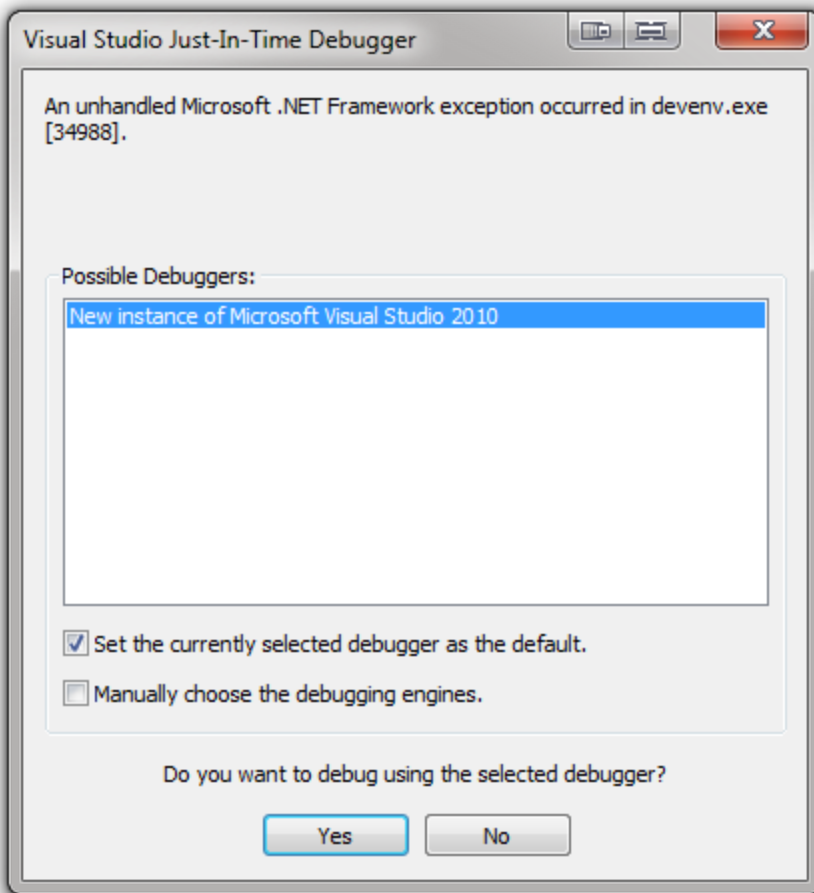 Visual Studio Just-In-Time Debugger
An unhandled Microsoft .NET Framework exception occurred in devenv.exe
[34988].
Possible Debuggers:
New instance of Microsoft Visual Studio 2010
Set the currently selected debugger as the default.
Manually choose the debugging engines.
Do you want to debug using the selected debugger?
Yes
No